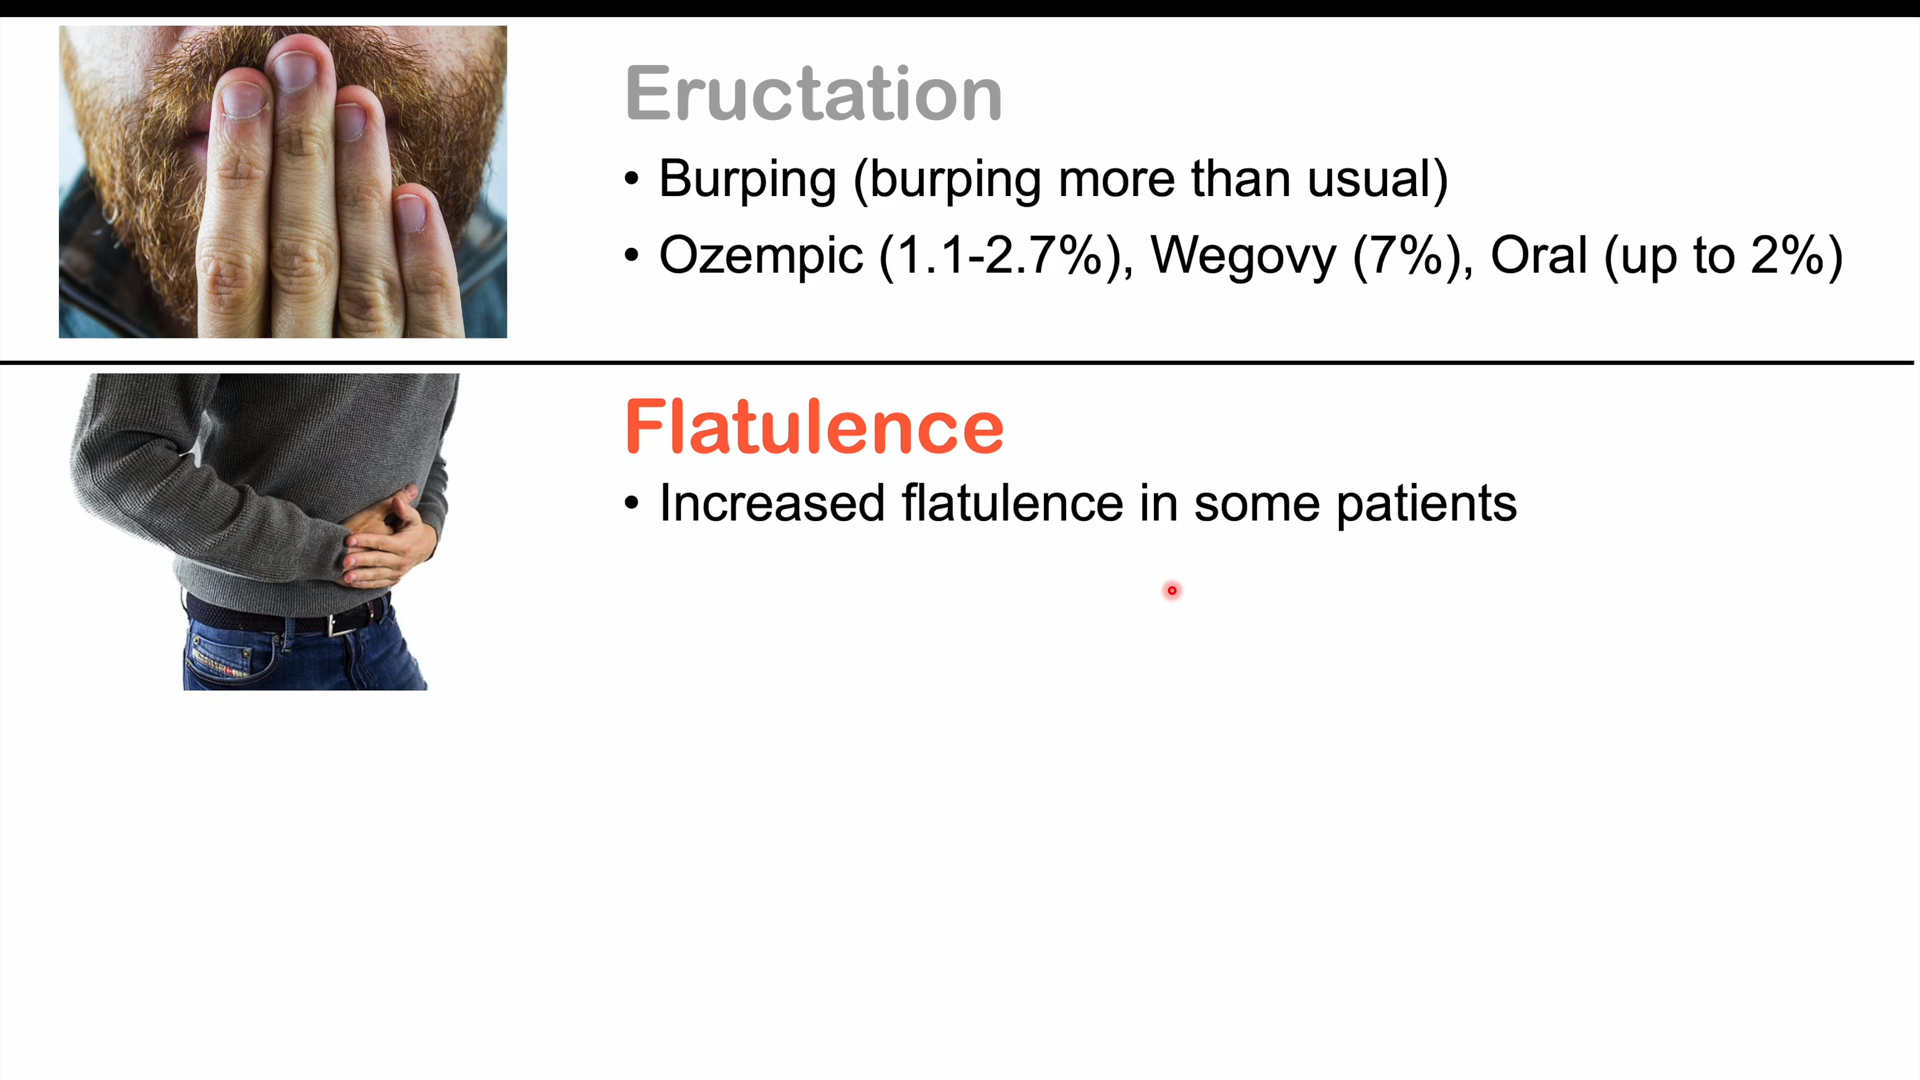 Eructation
• Burping (burping more than usual)
• Ozempic (1.1-2.7%), Wegovy (7%), Oral (up to 2%)
Flatulence
• Increased flatulence in some patients